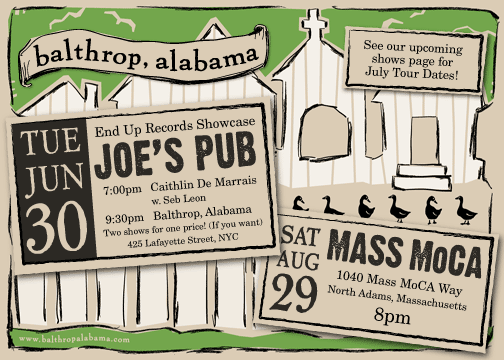 balthrop, alabama
See our upcoming
shows page for
July Tour Dates!
TUE
JUN
30
End Up Records Showcase
JOE'S PUB
7:00pm Caithlin De Marrais
w. Seb Leon
9:30pm Balthrop, Alabama
Two shows for one price! (If you want)
425 Lafayette Street, NYC
SAT
AUG
29
MASS MoCA
1040 Mass MoCA Way
North Adams, Massachusetts
8pm
www.balthropalabama.com